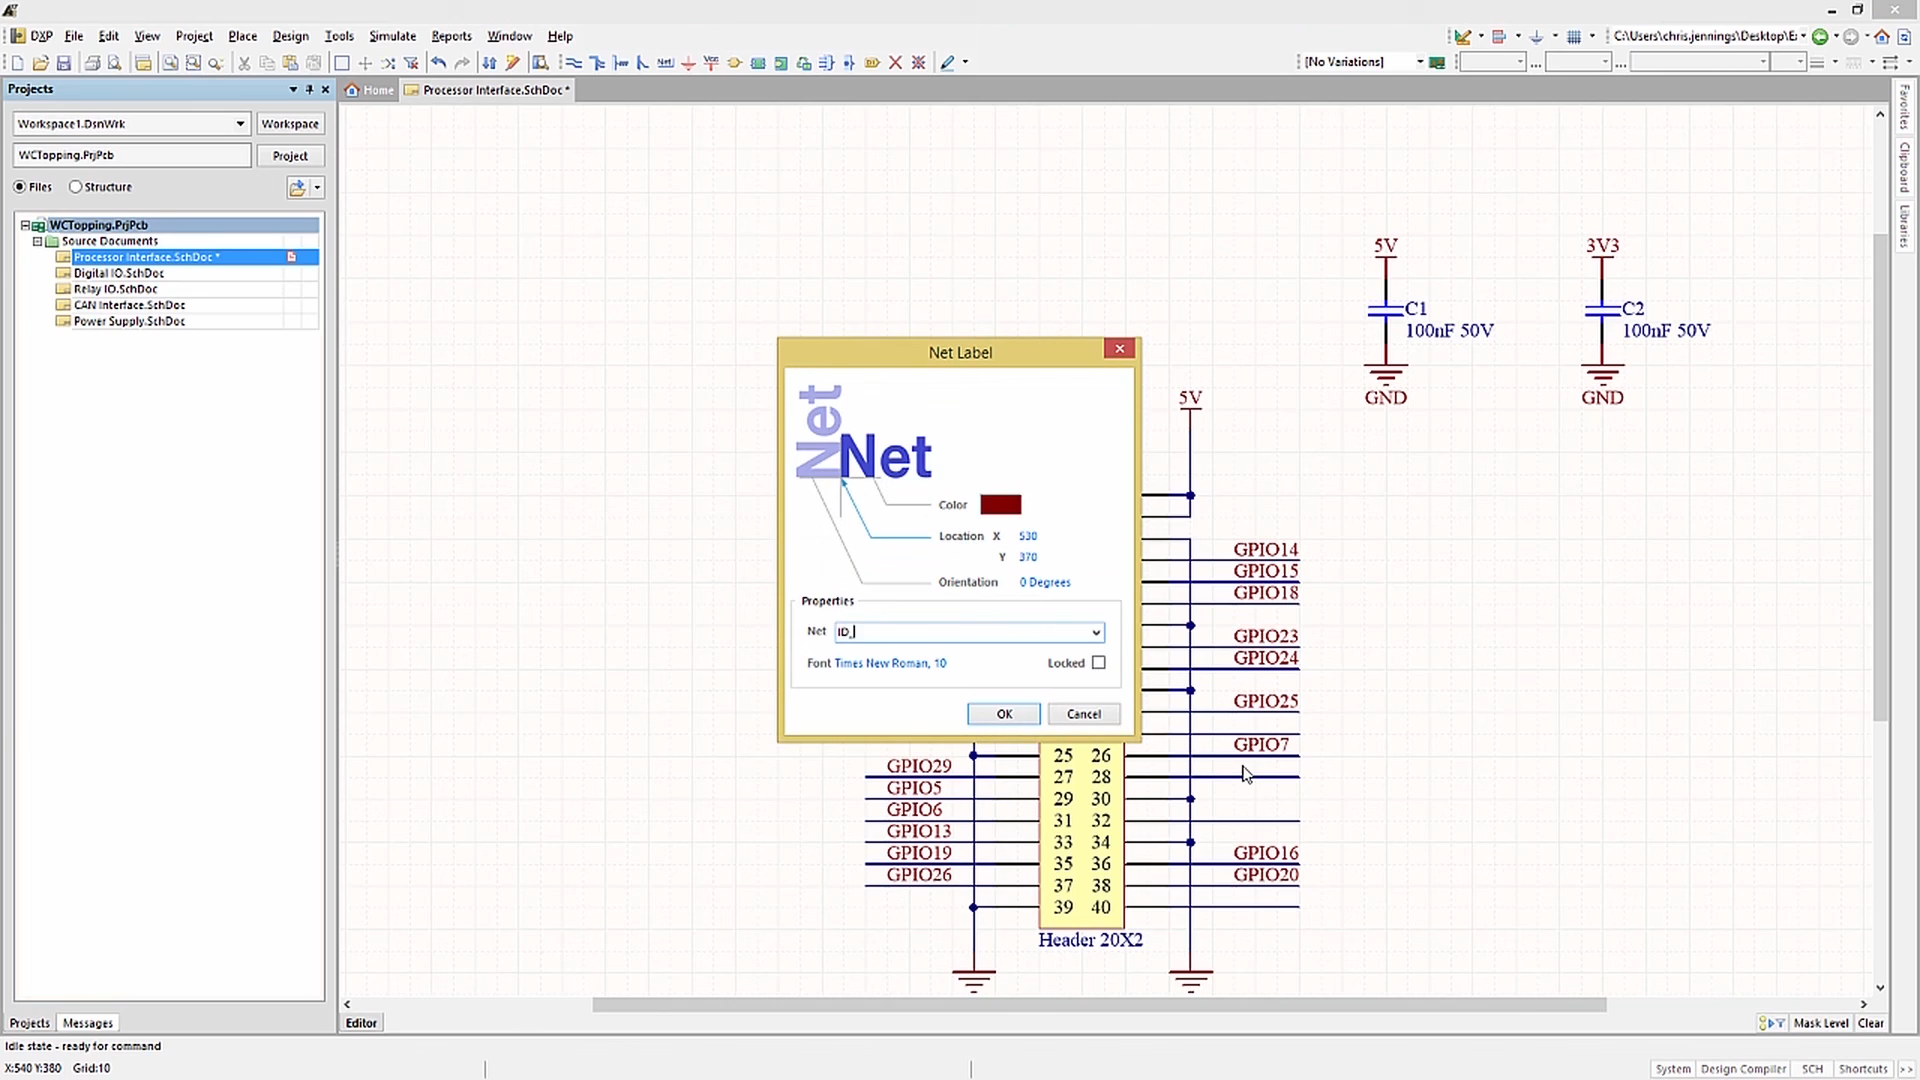 DXP File Edit View Project Place Design Tools Simulate Reports Window Help
C:\Users\chris.jennings\Desktop\E
[No Variations]
... ...
Projects
Home
Processor Interface.SchDoc *
Workspace1.DsnWrk
Workspace
WCTopping.PrjPcb
Project
Files Structure
WCTopping.PrjPcb
Source Documents
Processor Interface.SchDoc *
Digital IO.SchDoc
Relay IO.SchDoc
CAN Interface.SchDoc
Power Supply.SchDoc
Favorites
Clipboard
Libraries
5V
C1
100nF 50V
GND
3V3
C2
100nF 50V
GND
5V
Net Label
Net
Net
Color
Location X 530
Y 370
Orientation 0 Degrees
Properties
Net ID_
Font Times New Roman, 10 Locked
OK Cancel
GPIO14
GPIO15
GPIO18
GPIO23
GPIO24
GPIO25
GPIO7
25 26
GPIO29 27 28
GPIO5 29 30
GPIO6 31 32
GPIO13 33 34
GPIO19 35 36 GPIO16
GPIO26 37 38 GPIO20
39 40
Header 20X2
Projects Messages
Editor
Mask Level Clear
Idle state - ready for command
X:540 Y:380 Grid:10
System Design Compiler SCH Shortcuts >>